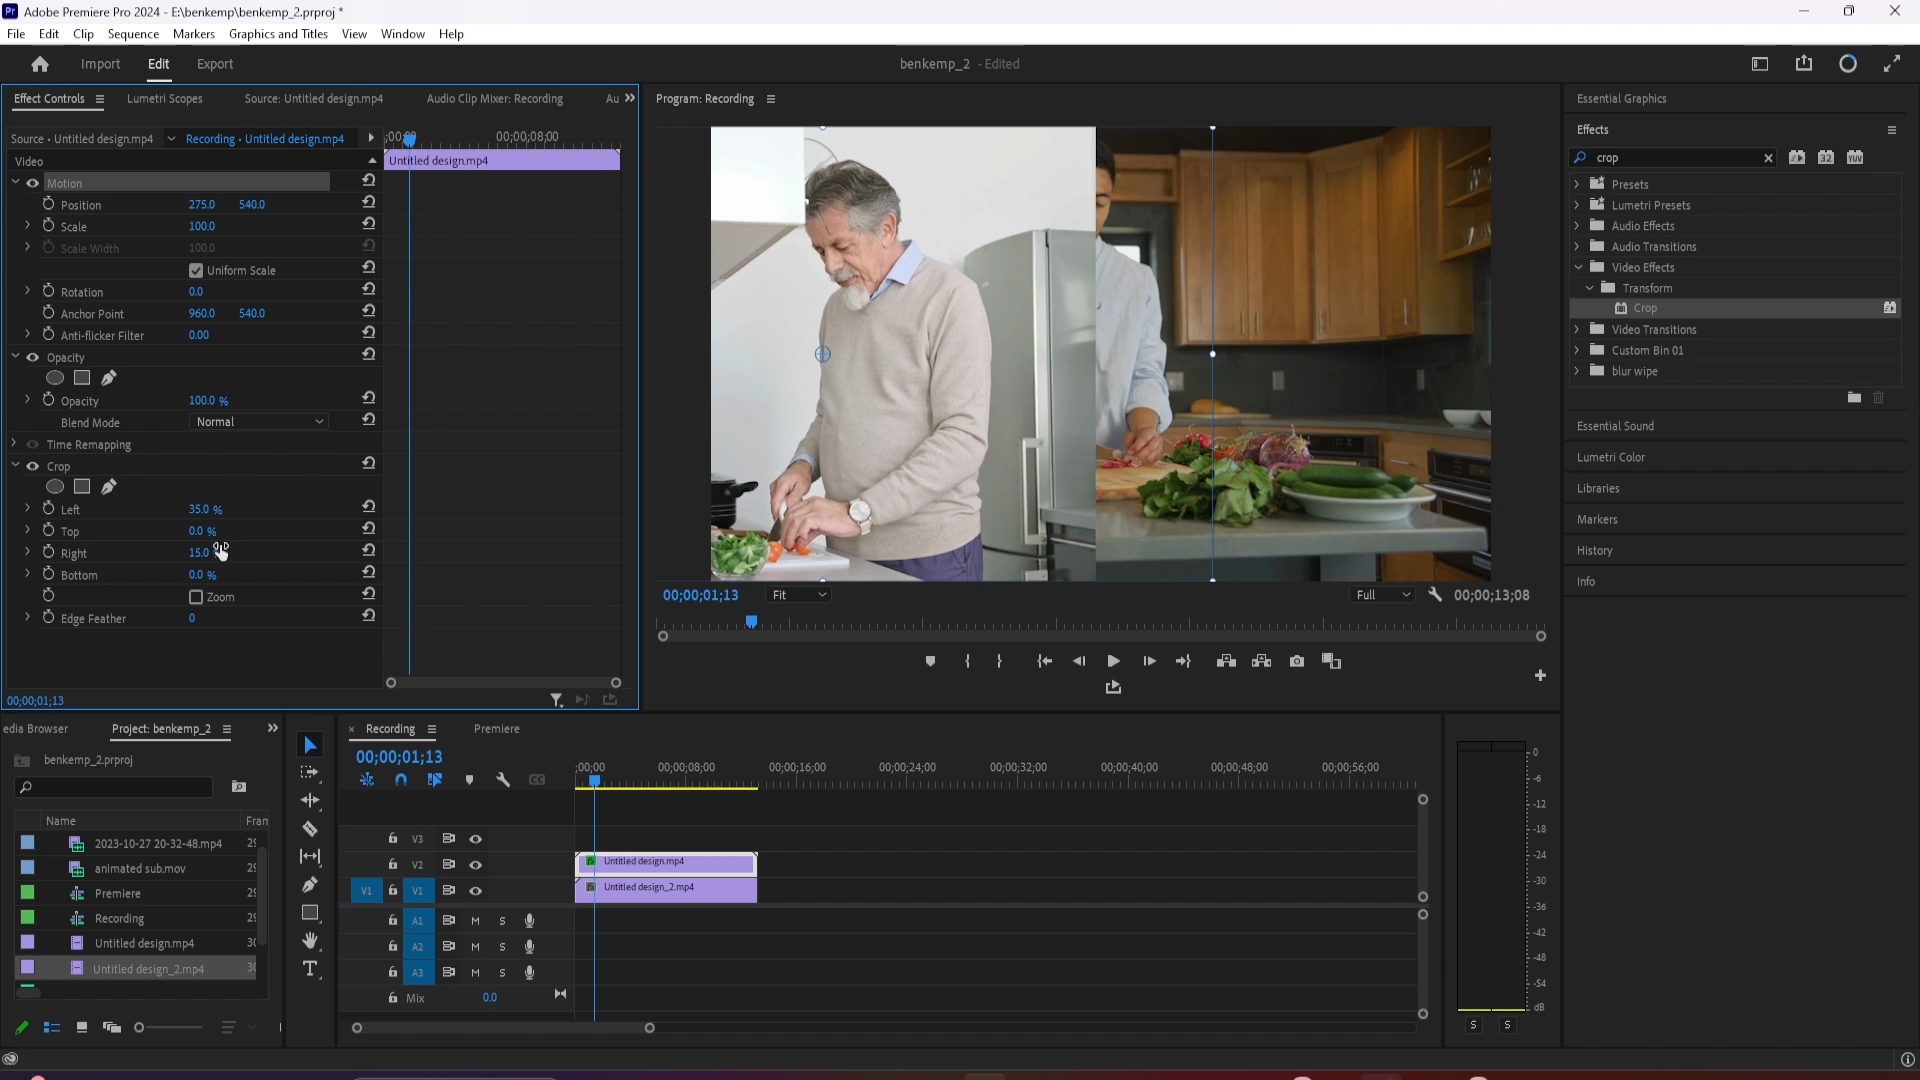 Pr Adobe Premiere Pro 2024 - E:\benkemp\benkemp_2.prproj *
File Edit Clip Sequence Markers Graphics and Titles View Window Help
Import Edit Export
benkemp_2 - Edited
Effect Controls Lumetri Scopes Source: Untitled design.mp4 Audio Clip Mixer: Recording Au
Source • Untitled design.mp4 Recording • Untitled design.mp4
;00;00 00;00;08;00
Video
Untitled design.mp4
Motion
Position 275.0 540.0
Scale 100.0
Scale Width 100.0
Uniform Scale
Rotation 0.0
Anchor Point 960.0 540.0
Anti-flicker Filter 0.00
Opacity
Opacity 100.0 %
Blend Mode Normal
Time Remapping
Crop
Left 35.0 %
Top 0.0 %
Right 15.0
Bottom 0.0 %
Zoom
Edge Feather 0
00;00;01;13
Program: Recording
00;00;01;13 Fit Full 00;00;13;08
Essential Graphics
Effects
crop
32 YUV
Presets
Lumetri Presets
Audio Effects
Audio Transitions
Video Effects
Transform
Crop
Video Transitions
Custom Bin 01
blur wipe
Essential Sound
Lumetri Color
Libraries
Markers
History
Info
edia Browser Project: benkemp_2
benkemp_2.prproj
Name Fran
2023-10-27 20-32-48.mp4 29
animated sub.mov 29
Premiere 29
Recording 29
Untitled design.mp4 30
Untitled design_2.mp4 30
T
Recording Premiere
00;00;01;13
;00;00 00;00;08;00 00;00;16;00 00;00;24;00 00;00;32;00 00;00;40;00 00;00;48;00 00;00;56;00
CC
V3
V2 fx Untitled design.mp4
V1 V1 fx Untitled design_2.mp4
A1 M S
A2 M S
A3 M S
Mix 0.0
0
-6
-12
-18
-24
-30
-36
-42
-48
-54
dB
S S